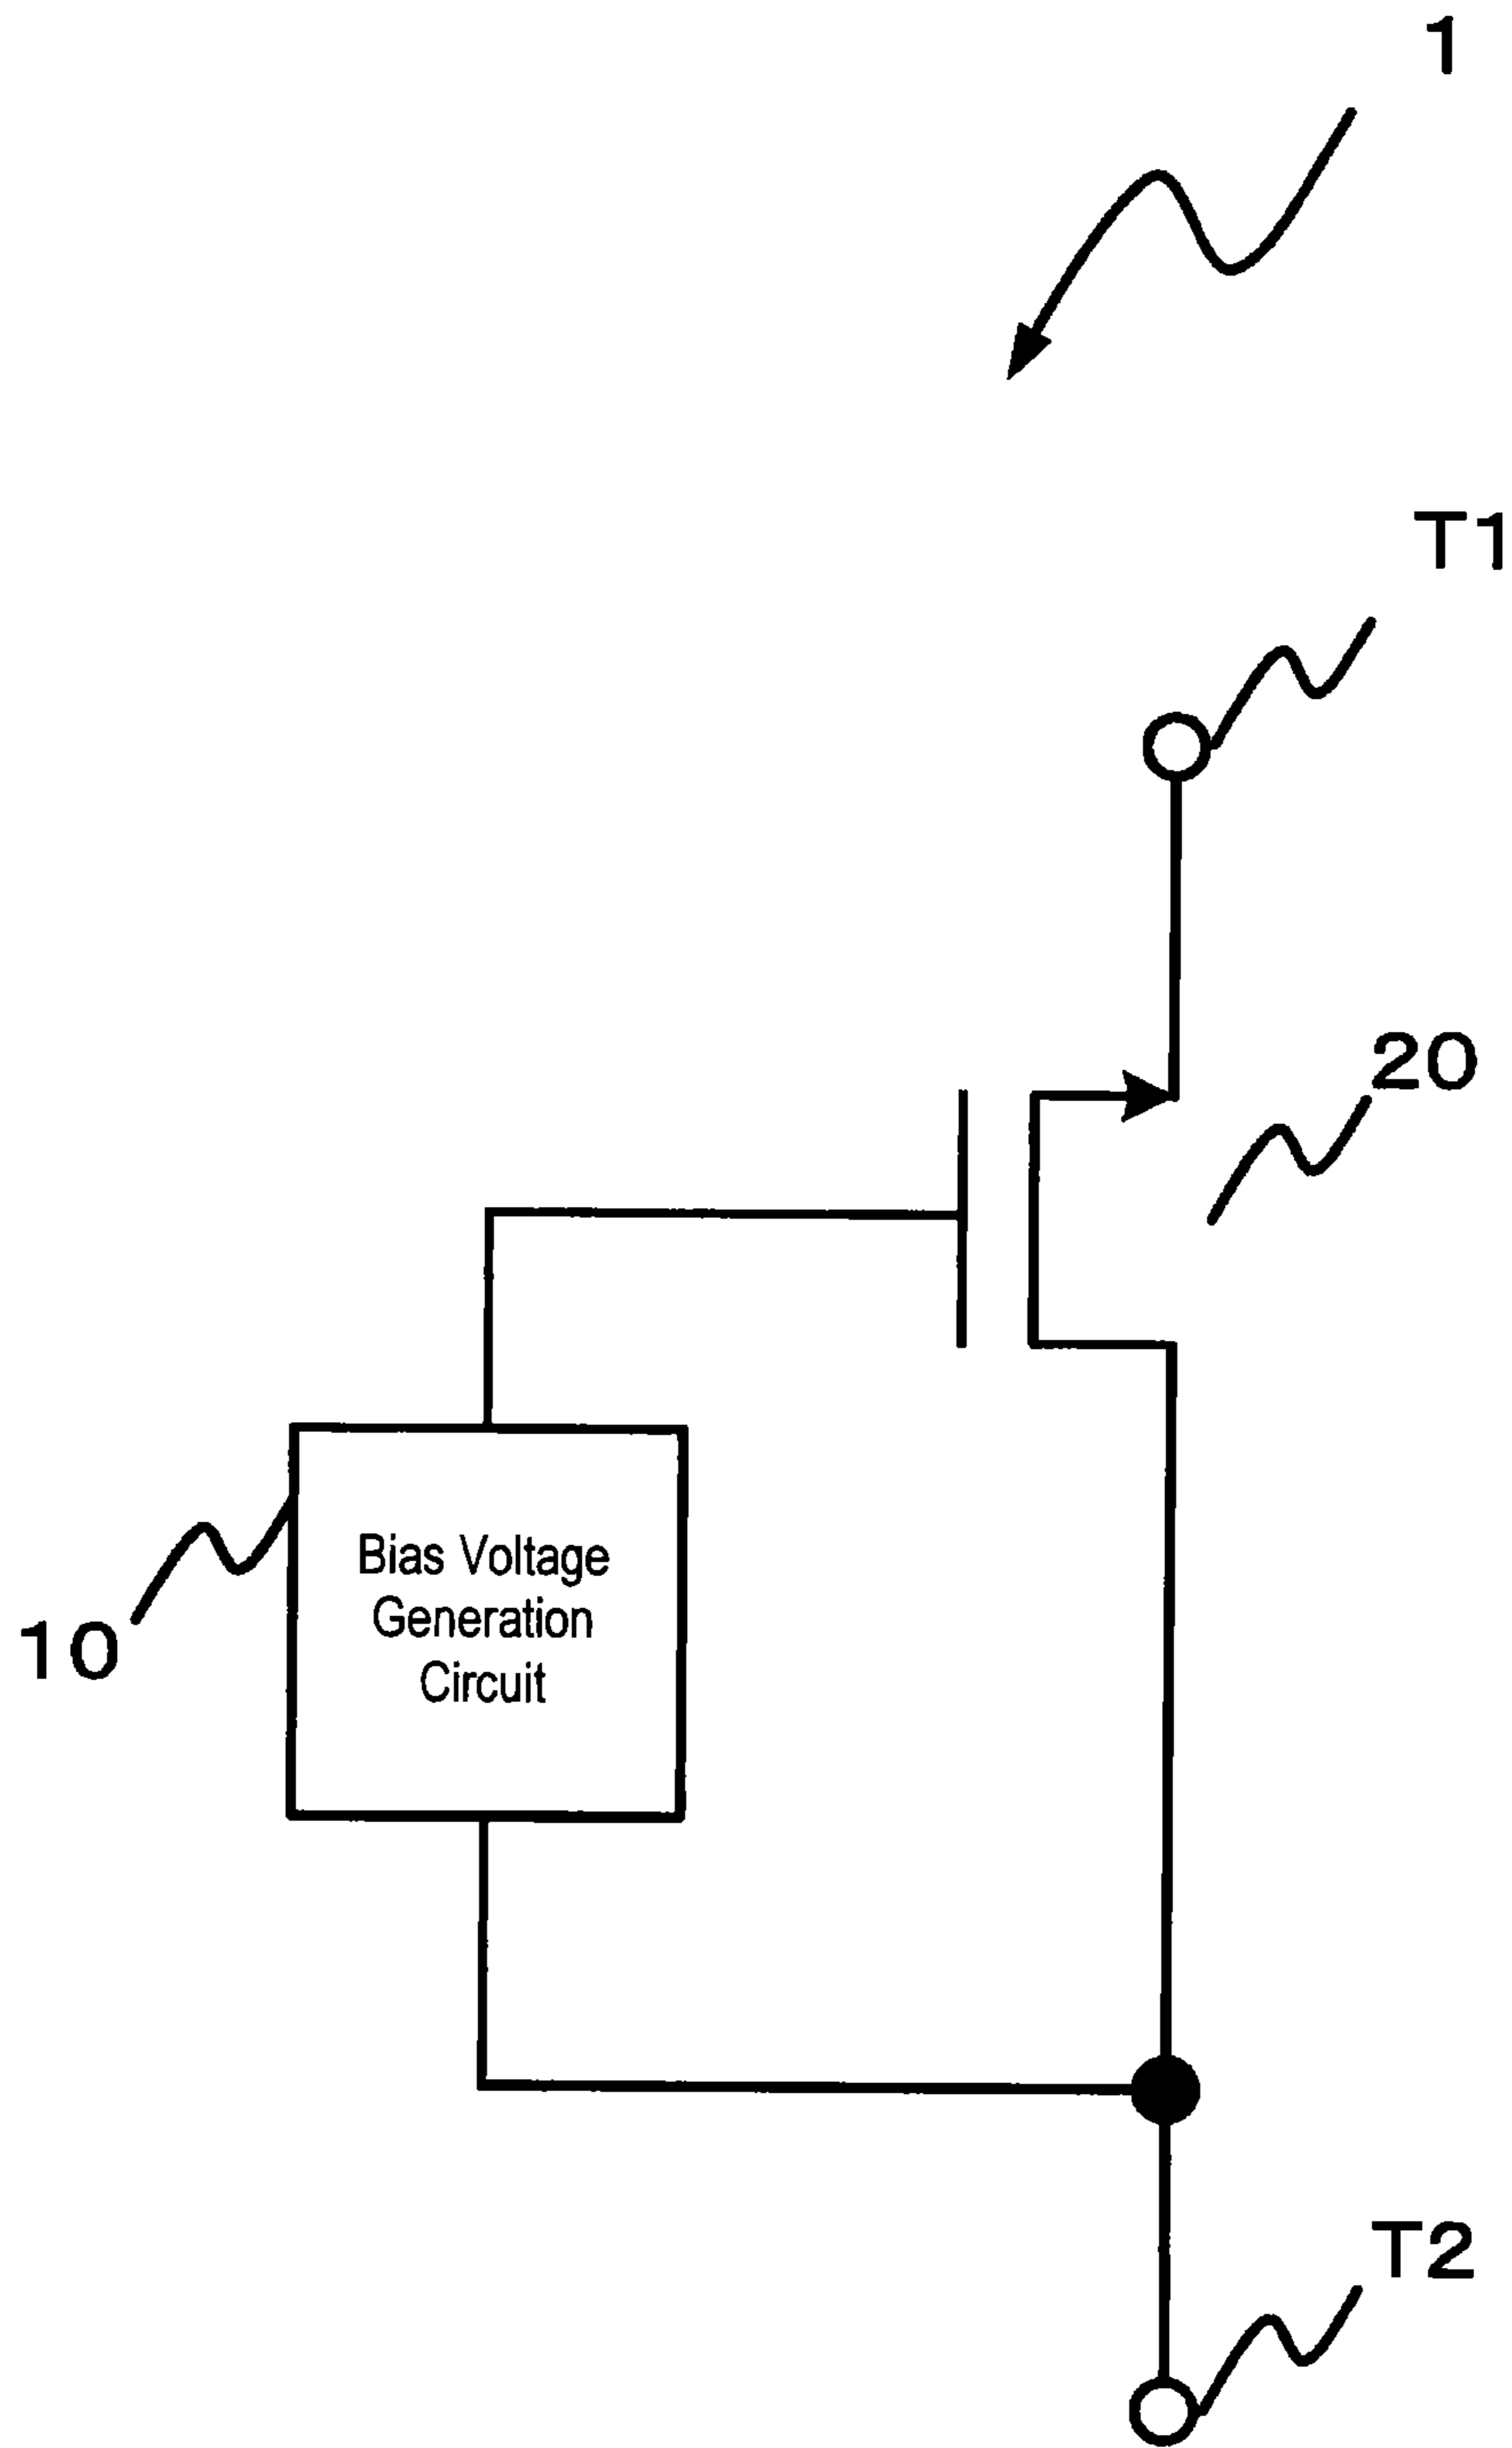 1
T1
20
Bias Voltage
Generation
Circuit
10
T2